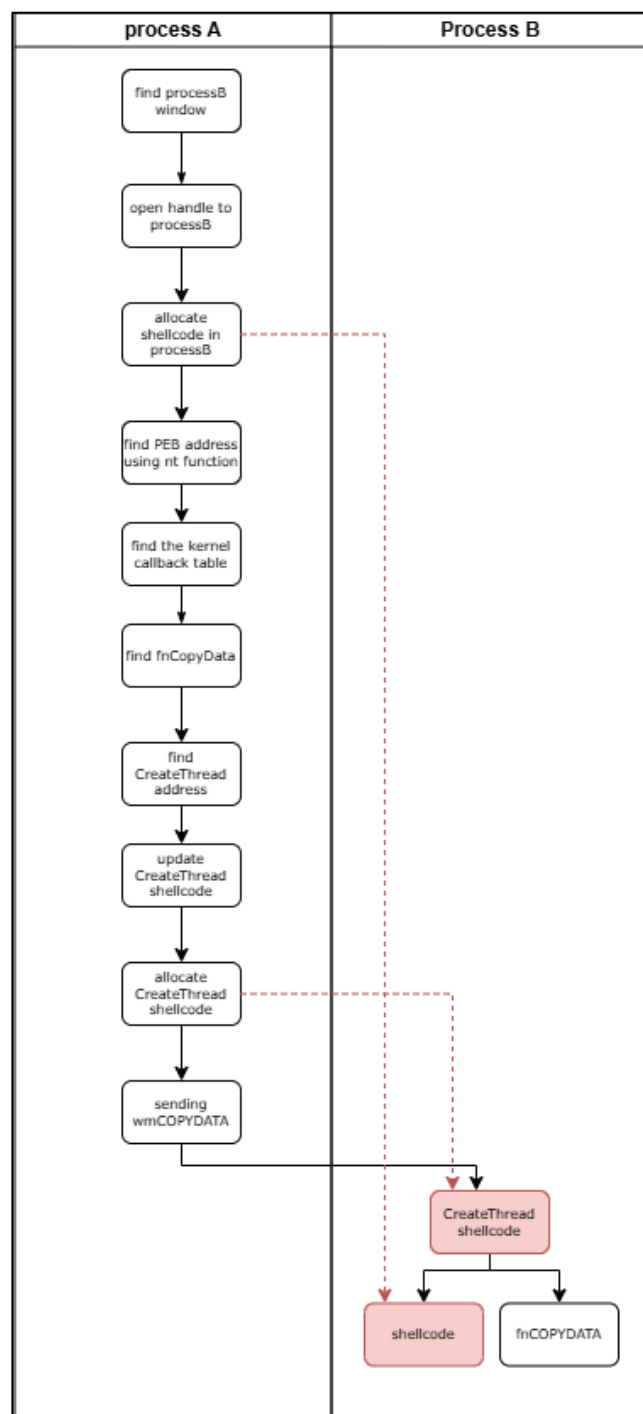 process A
Process B
find processB
window
open handle to
processB
allocate
shellcode in
processB
find PEB address
using nt function
find the kernel
callback table
find fnCopyData
find
CreateThread
address
update
CreateThread
shellcode
allocate
CreateThread
shellcode
sending
wmCOPYDATA
CreateThread
shellcode
shellcode
fnCOPYDATA